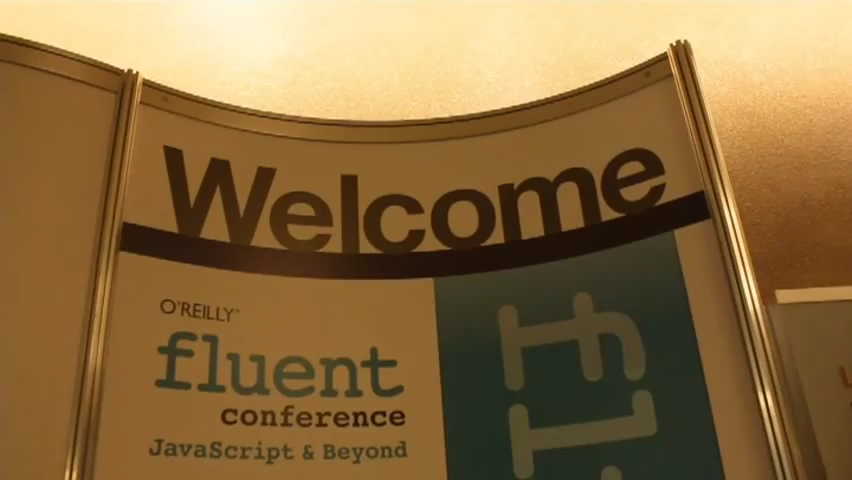 Welcome
O'REILLY
fluent
conference
JavaScript & Beyond